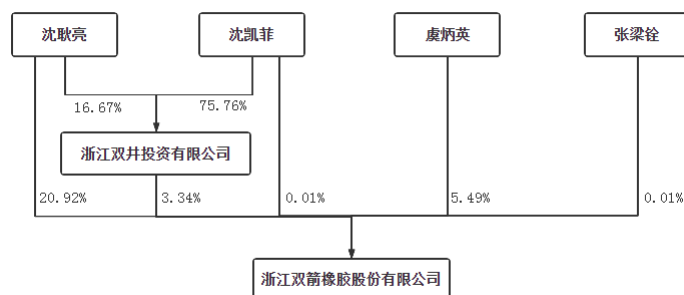 沈耿亮
沈凯菲
虞炳英
张梁铨
16.67%
75.76%
浙江双井投资有限公司
20.92%
3.34%
0.01%
5.49%
0.01%
浙江双箭橡胶股份有限公司